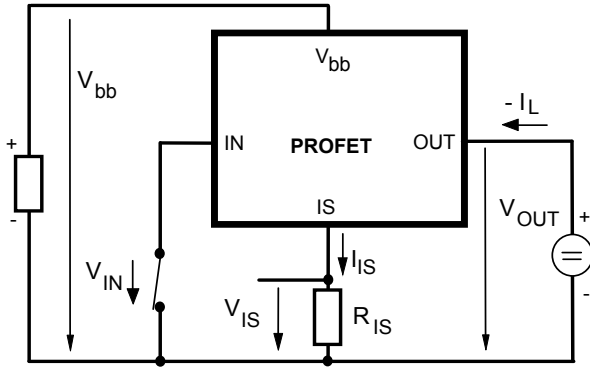 Vbb
Vbb
- IL
IN
PROFET
OUT
+
IS
VOUT
-
+
VIN
IIS
VIS
RIS
-